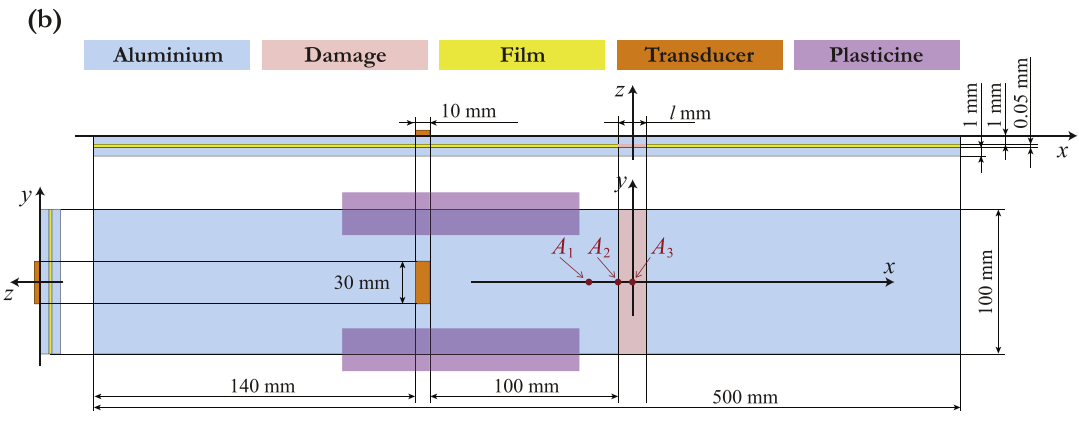 (b)
Aluminium Damage Film Transducer Plasticine
z
10 mm
l mm
1 mm
1 mm
0.05 mm
x
y
y
A1 A2 A3
x
z
30 mm
100 mm
140 mm
100 mm
500 mm